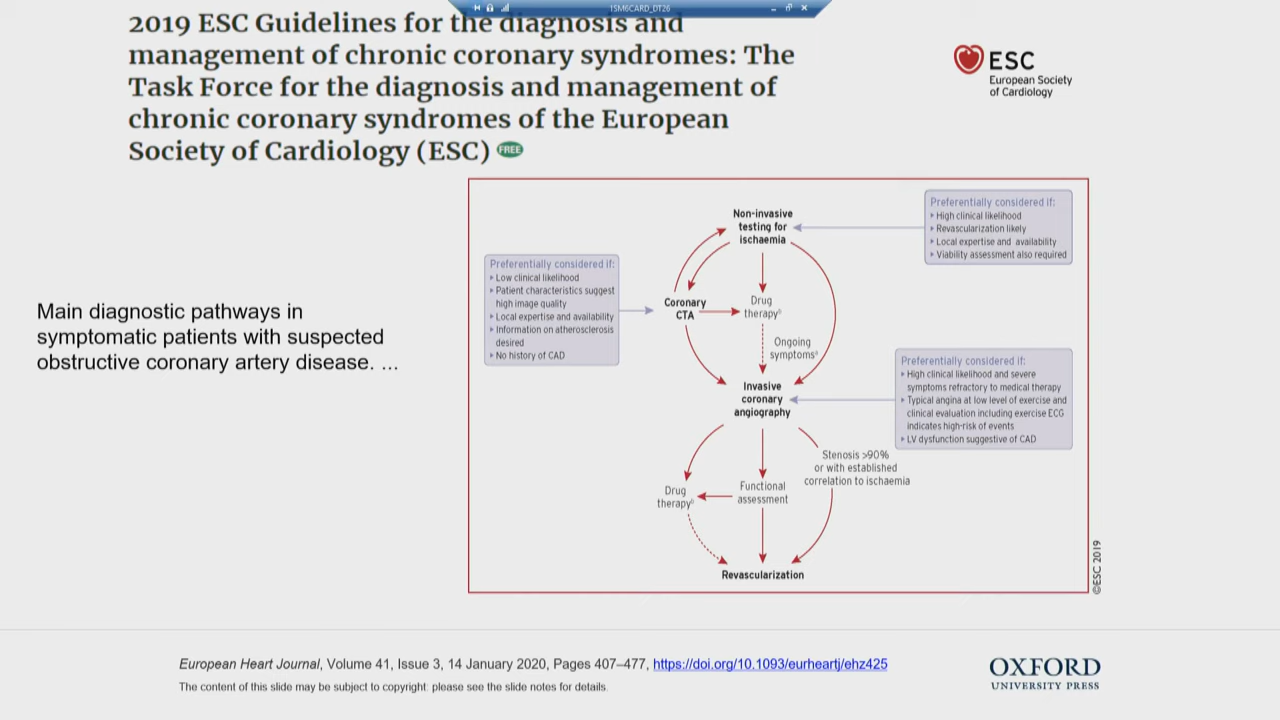 1SM6CARD_DT26
2019 ESC Guidelines for the diagnosis and
management of chronic coronary syndromes: The
Task Force for the diagnosis and management of
chronic coronary syndromes of the European
Society of Cardiology (ESC) FREE
ESC
European Society
of Cardiology
Main diagnostic pathways in
symptomatic patients with suspected
obstructive coronary artery disease. ...
Non-invasive
testing for
ischaemia
Preferentially considered if:
High clinical likelihood
Revascularization likely
Local expertise and availability
Viability assessment also required
Preferentially considered if:
Low clinical likelihood
Patient characteristics suggest
high image quality
Local expertise and availability
Information on atherosclerosis
desired
No history of CAD
Coronary
CTA
Drug
therapy
Ongoing
symptoms
Invasive
coronary
angiography
Preferentially considered if:
High clinical likelihood and severe
symptoms refractory to medical therapy
Typical angina at low level of exercise and
clinical evaluation including exercise ECG
indicates high-risk of events
LV dysfunction suggestive of CAD
Stenosis >90%
or with established
correlation to ischaemia
Drug
therapy
Functional
assessment
Revascularization
©ESC 2019
European Heart Journal, Volume 41, Issue 3, 14 January 2020, Pages 407–477, https://doi.org/10.1093/eurheartj/ehz425
The content of this slide may be subject to copyright: please see the slide notes for details.
OXFORD
UNIVERSITY PRESS